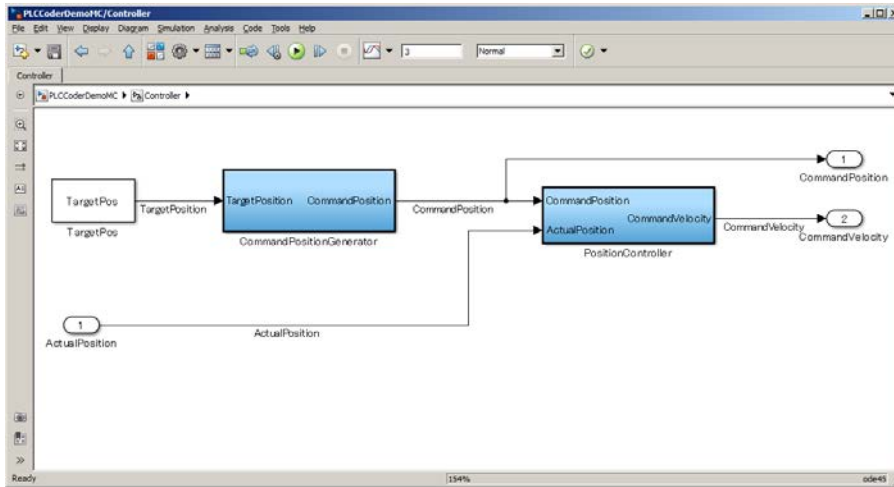 PLCCoderDemoMC/Controller
File Edit View Display Diagram Simulation Analysis Code Tools Help
3 Normal
Controller
PLCCoderDemoMC Controller
1
CommandPosition
TargetPos
TargetPos
TargetPosition
TargetPosition CommandPosition
CommandPositionGenerator
CommandPosition
CommandPosition
CommandVelocity
ActualPosition
PositionController
CommandVelocity
2
CommandVelocity
1
ActualPosition
ActualPosition
Ready 154% ode45